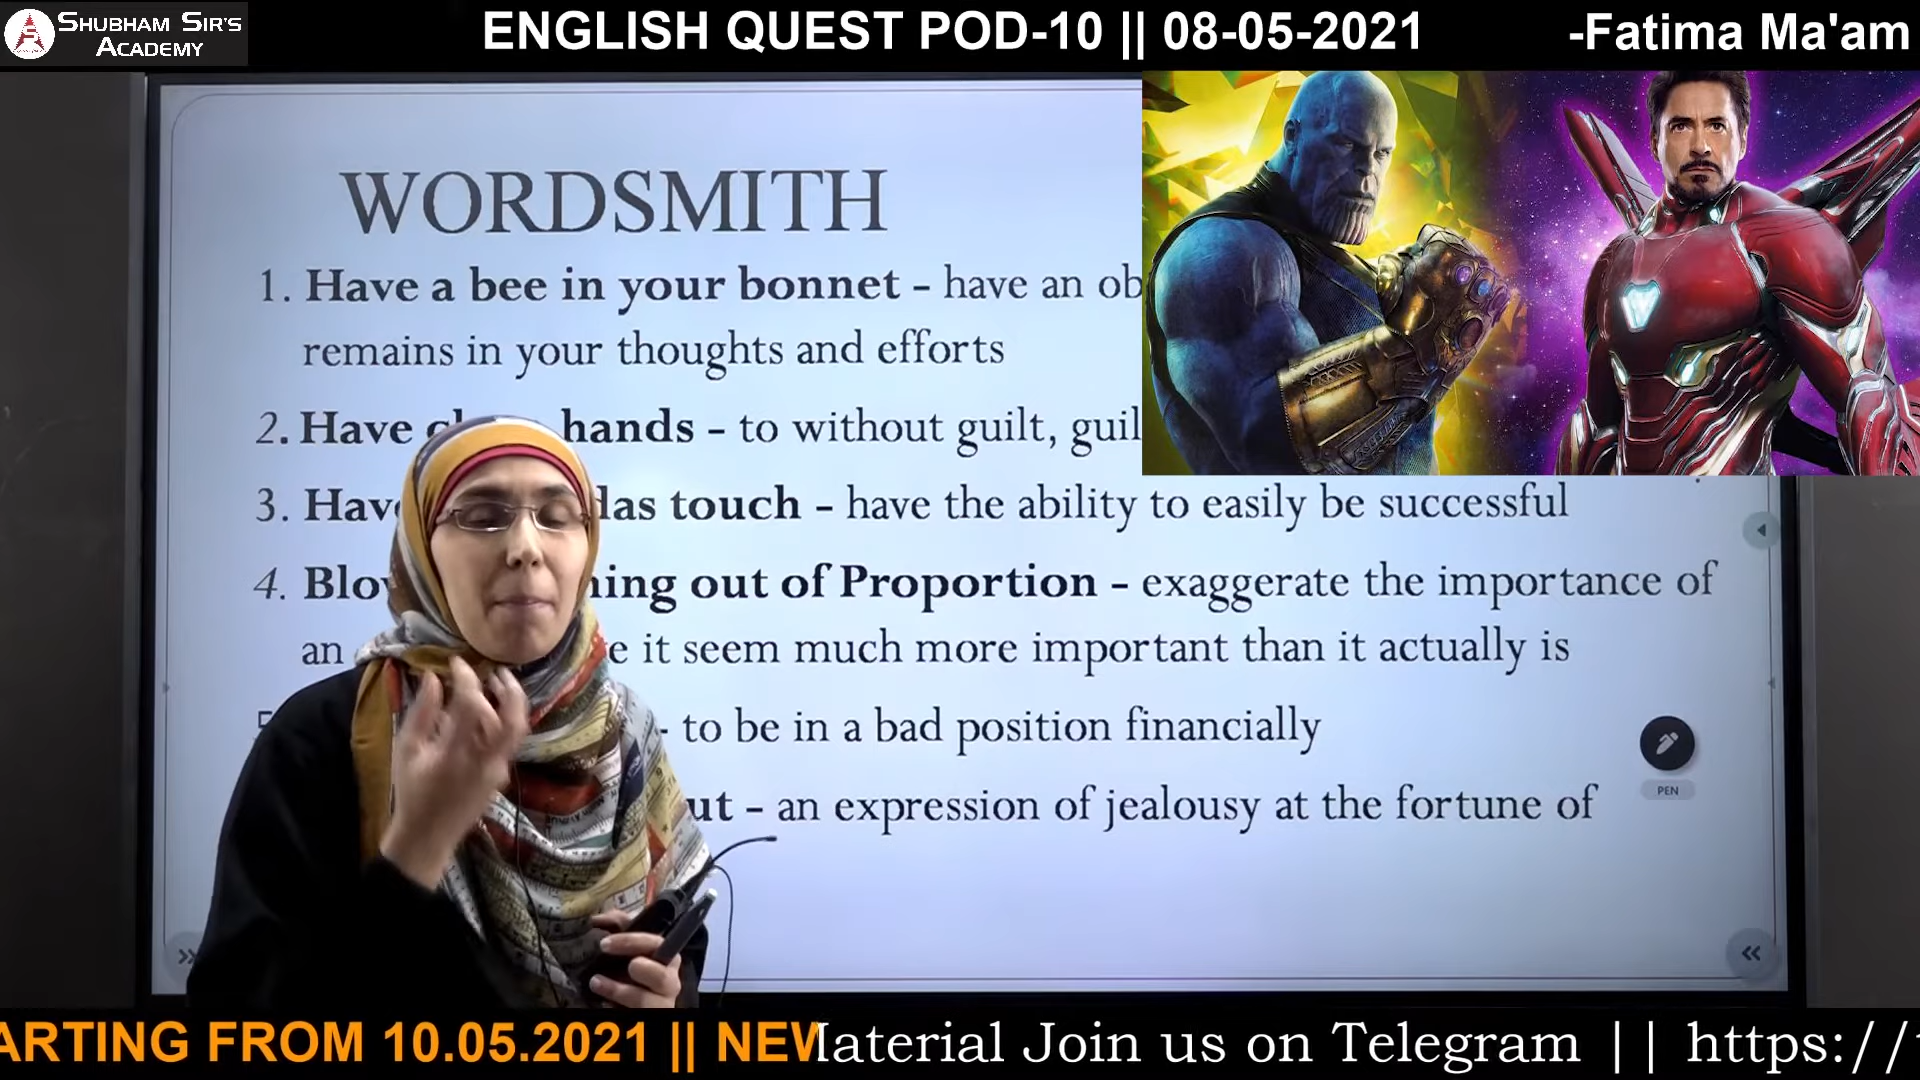 SHUBHAM SIR'S
ACADEMY
ENGLISH QUEST POD-10 || 08-05-2021
-Fatima Ma'am
WORDSMITH
1. Have a bee in your bonnet - have an ob
remains in your thoughts and efforts
2. Have hands - to without guilt, guil
3. Hav las touch - have the ability to easily be successful
4. Blo ing out of Proportion - exaggerate the importance of
an e it seem much more important than it actually is
- to be in a bad position financially
ut - an expression of jealousy at the fortune of
PEN
ARTING FROM 10.05.2021 || NEW
aterial Join us on Telegram || https://